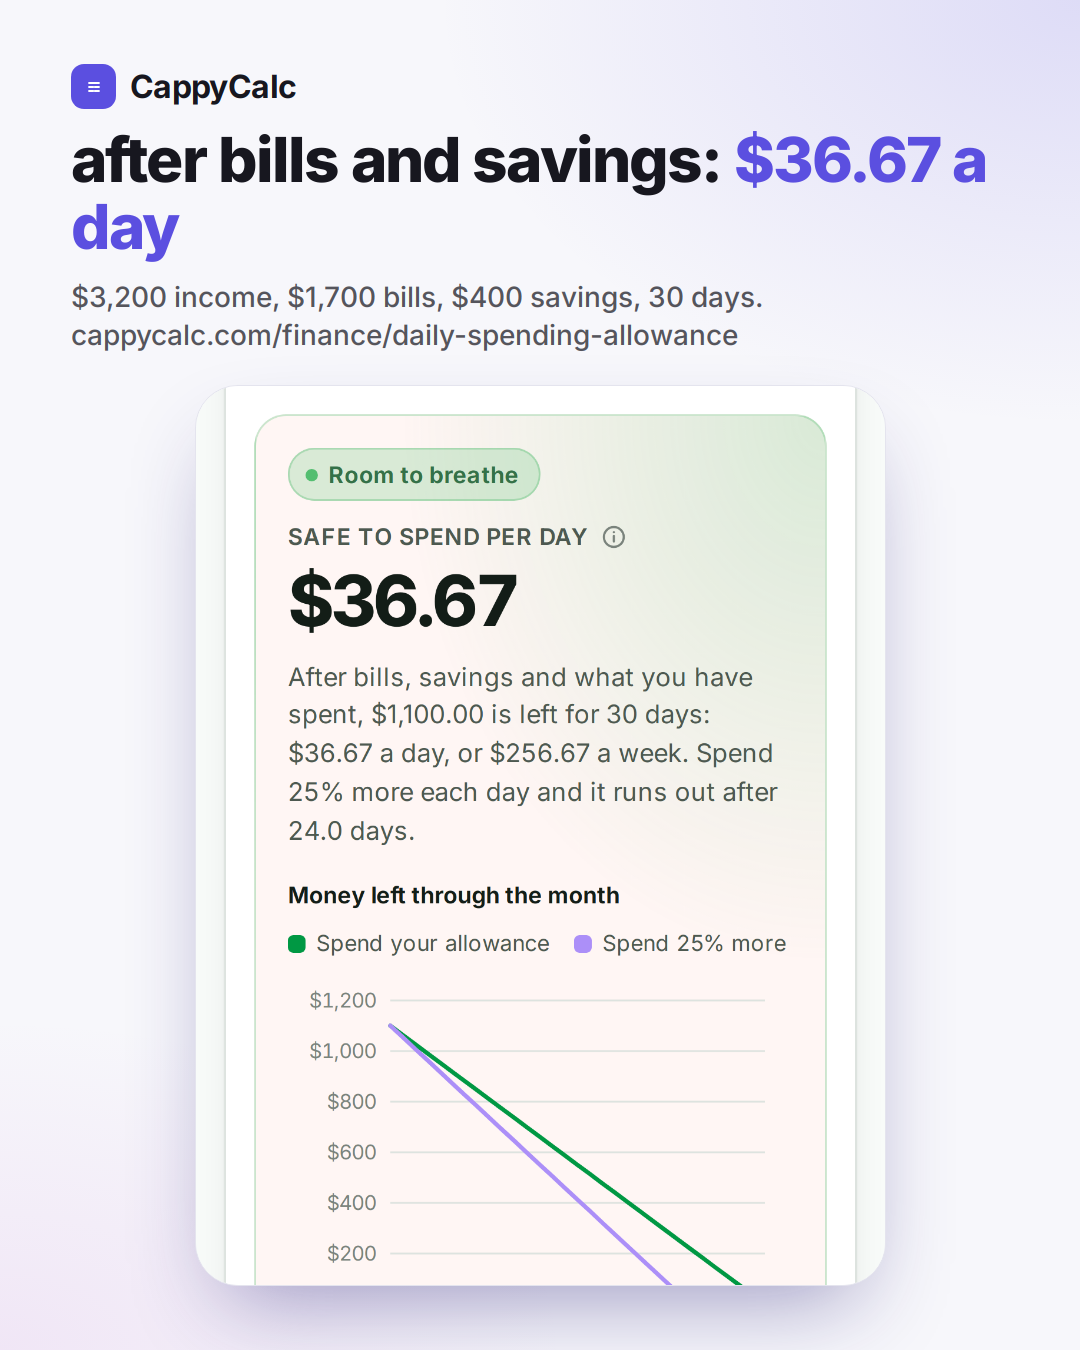 CappyCalc
after bills and savings: $36.67 a
day
$3,200 income, $1,700 bills, $400 savings, 30 days.
cappycalc.com/finance/daily-spending-allowance
Room to breathe
SAFE TO SPEND PER DAY
$36.67
After bills, savings and what you have
spent, $1,100.00 is left for 30 days:
$36.67 a day, or $256.67 a week. Spend
25% more each day and it runs out after
24.0 days.
Money left through the month
Spend your allowance
Spend 25% more
$1,200
$1,000
$800
$600
$400
$200